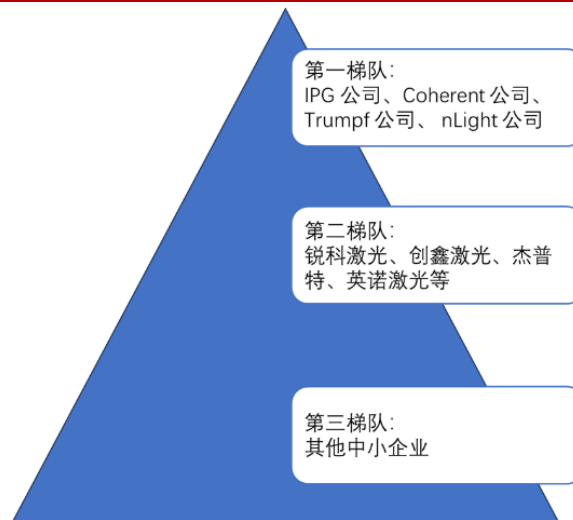 第一梯队：
IPG 公司、Coherent 公司、
Trumpf 公司、 nLight 公司
第二梯队：
锐科激光、创鑫激光、杰普
特、英诺激光等
第三梯队：
其他中小企业